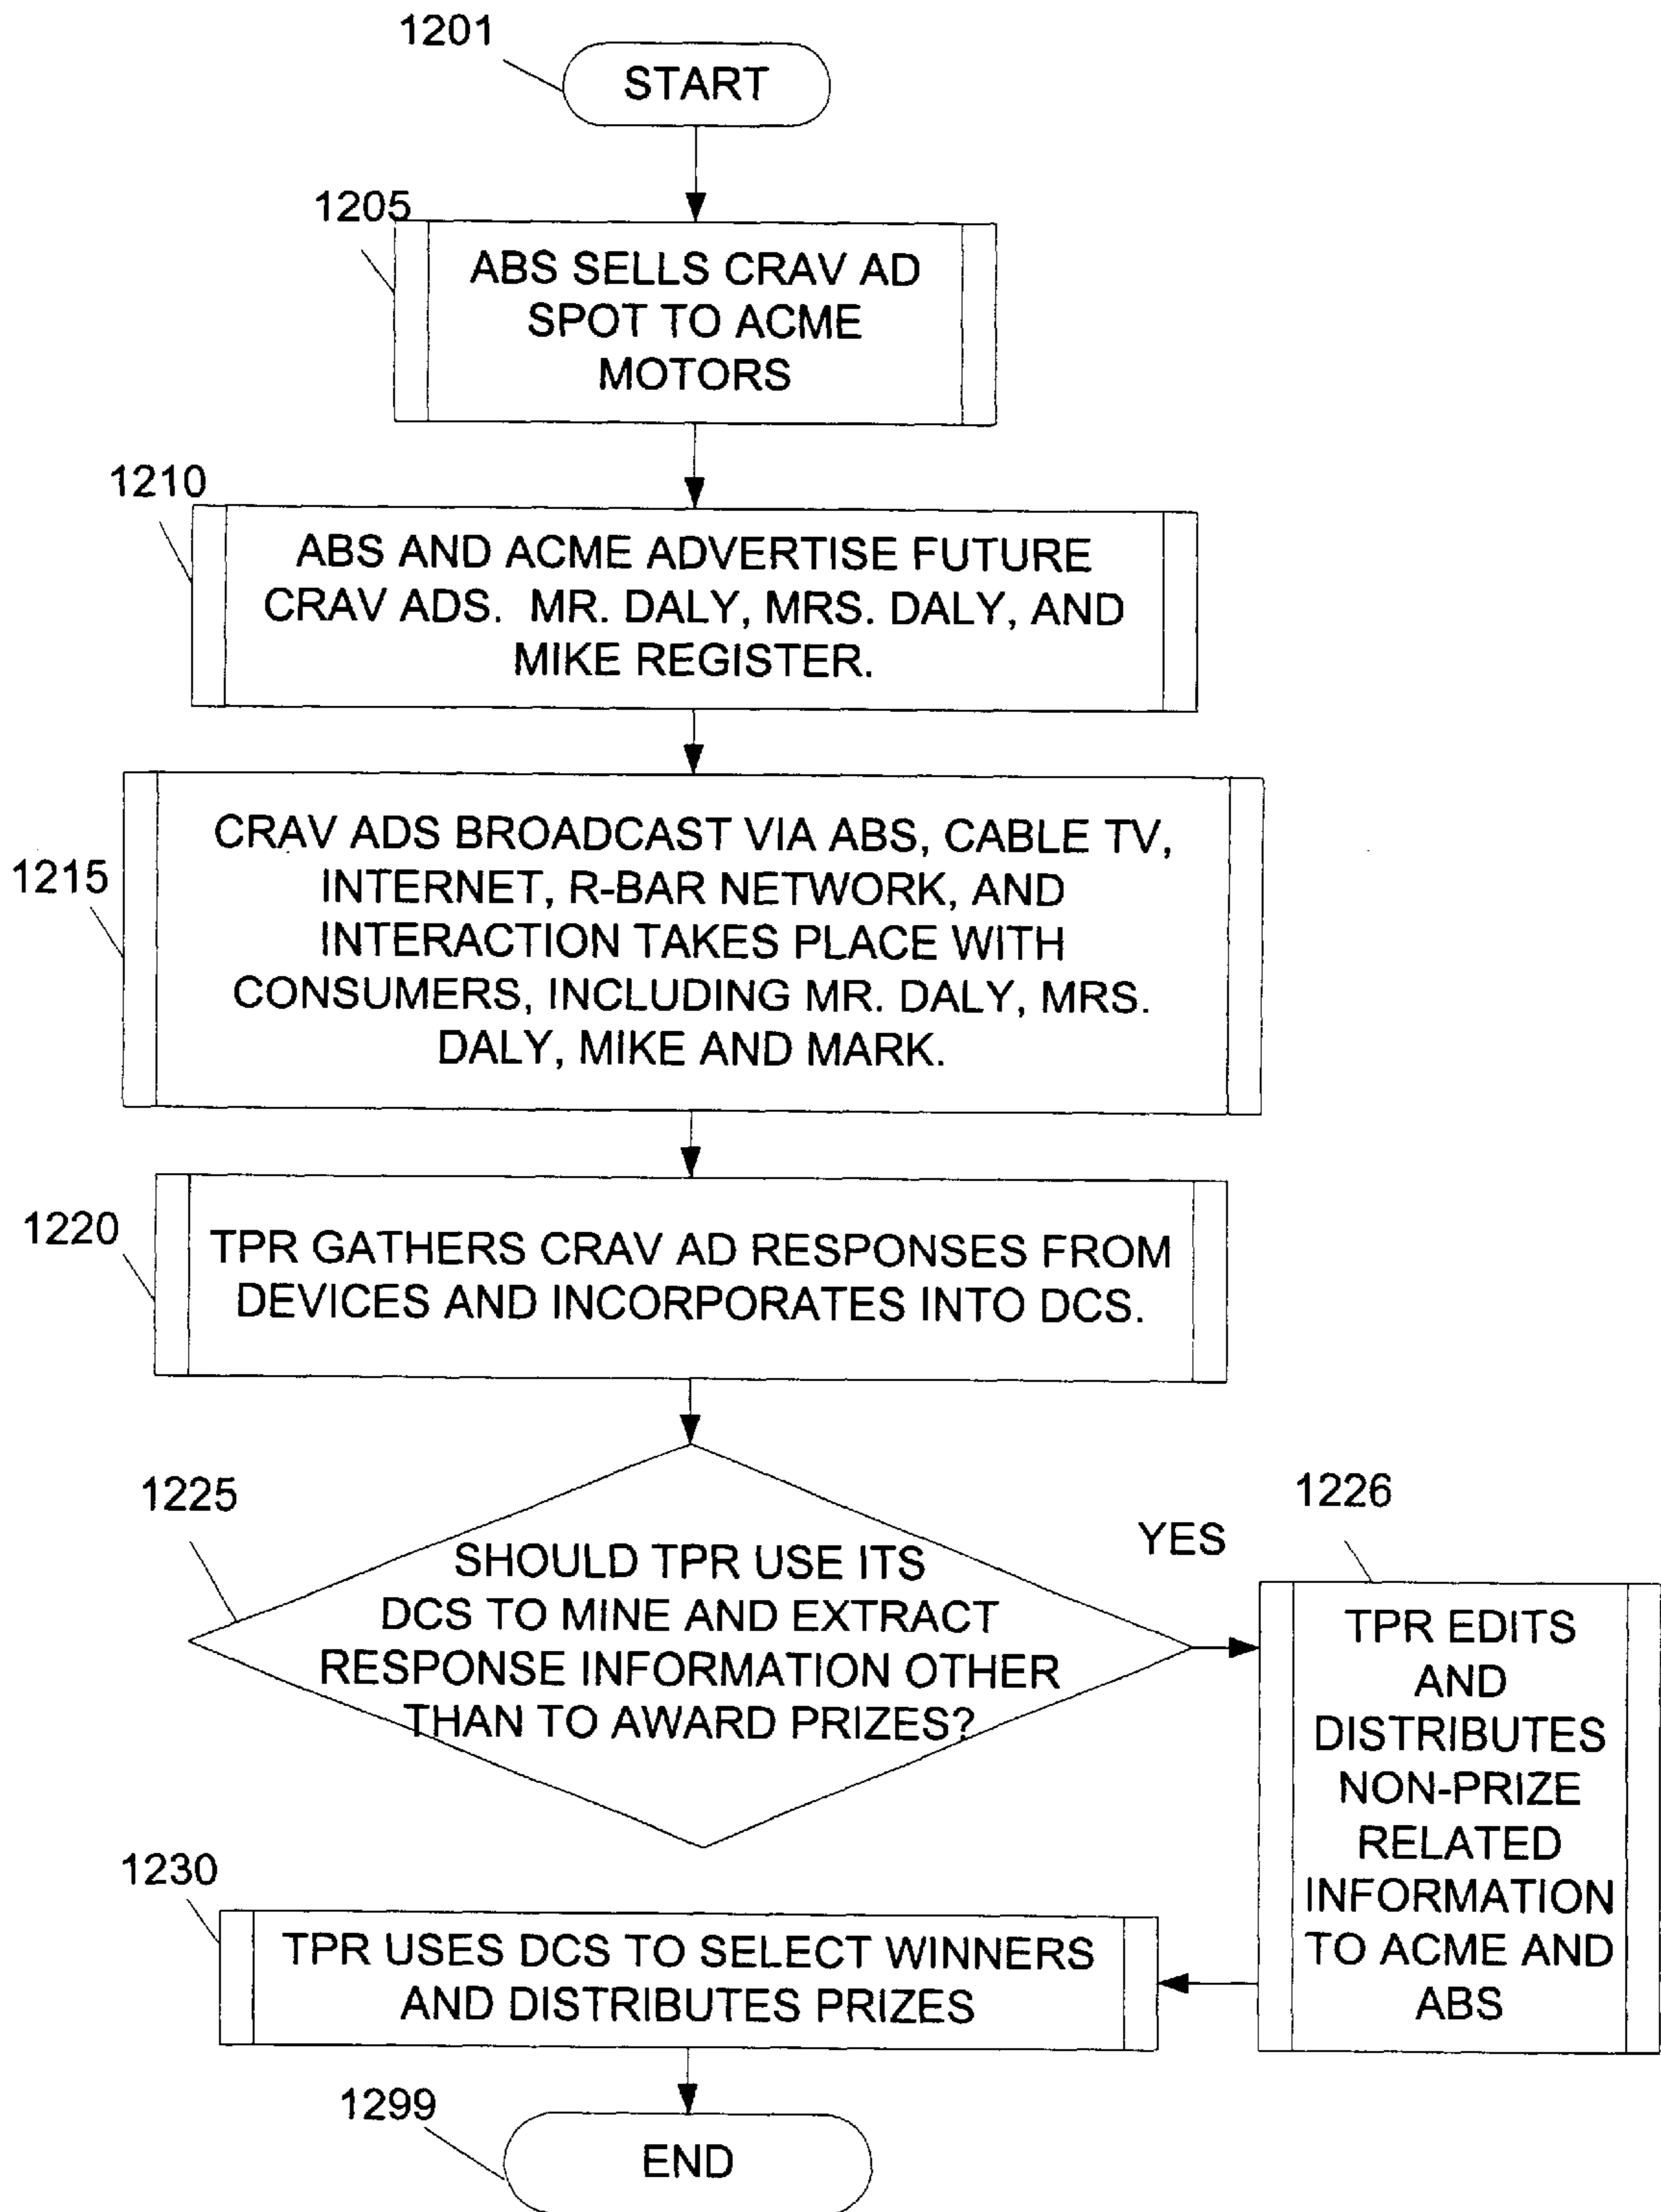 1201
START
1205
ABS SELLS CRAV AD
SPOT TO ACME
MOTORS
1210
ABS AND ACME ADVERTISE FUTURE
CRAV ADS. MR. DALY, MRS. DALY, AND
MIKE REGISTER.
1215
CRAV ADS BROADCAST VIA ABS, CABLE TV,
INTERNET, R-BAR NETWORK, AND
INTERACTION TAKES PLACE WITH
CONSUMERS, INCLUDING MR. DALY, MRS.
DALY, MIKE AND MARK.
1220
TPR GATHERS CRAV AD RESPONSES FROM
DEVICES AND INCORPORATES INTO DCS.
1225
SHOULD TPR USE ITS
DCS TO MINE AND EXTRACT
RESPONSE INFORMATION OTHER
THAN TO AWARD PRIZES?
YES
1226
TPR EDITS
AND
DISTRIBUTES
NON-PRIZE
RELATED
INFORMATION
TO ACME AND
ABS
1230
TPR USES DCS TO SELECT WINNERS
AND DISTRIBUTES PRIZES
1299
END